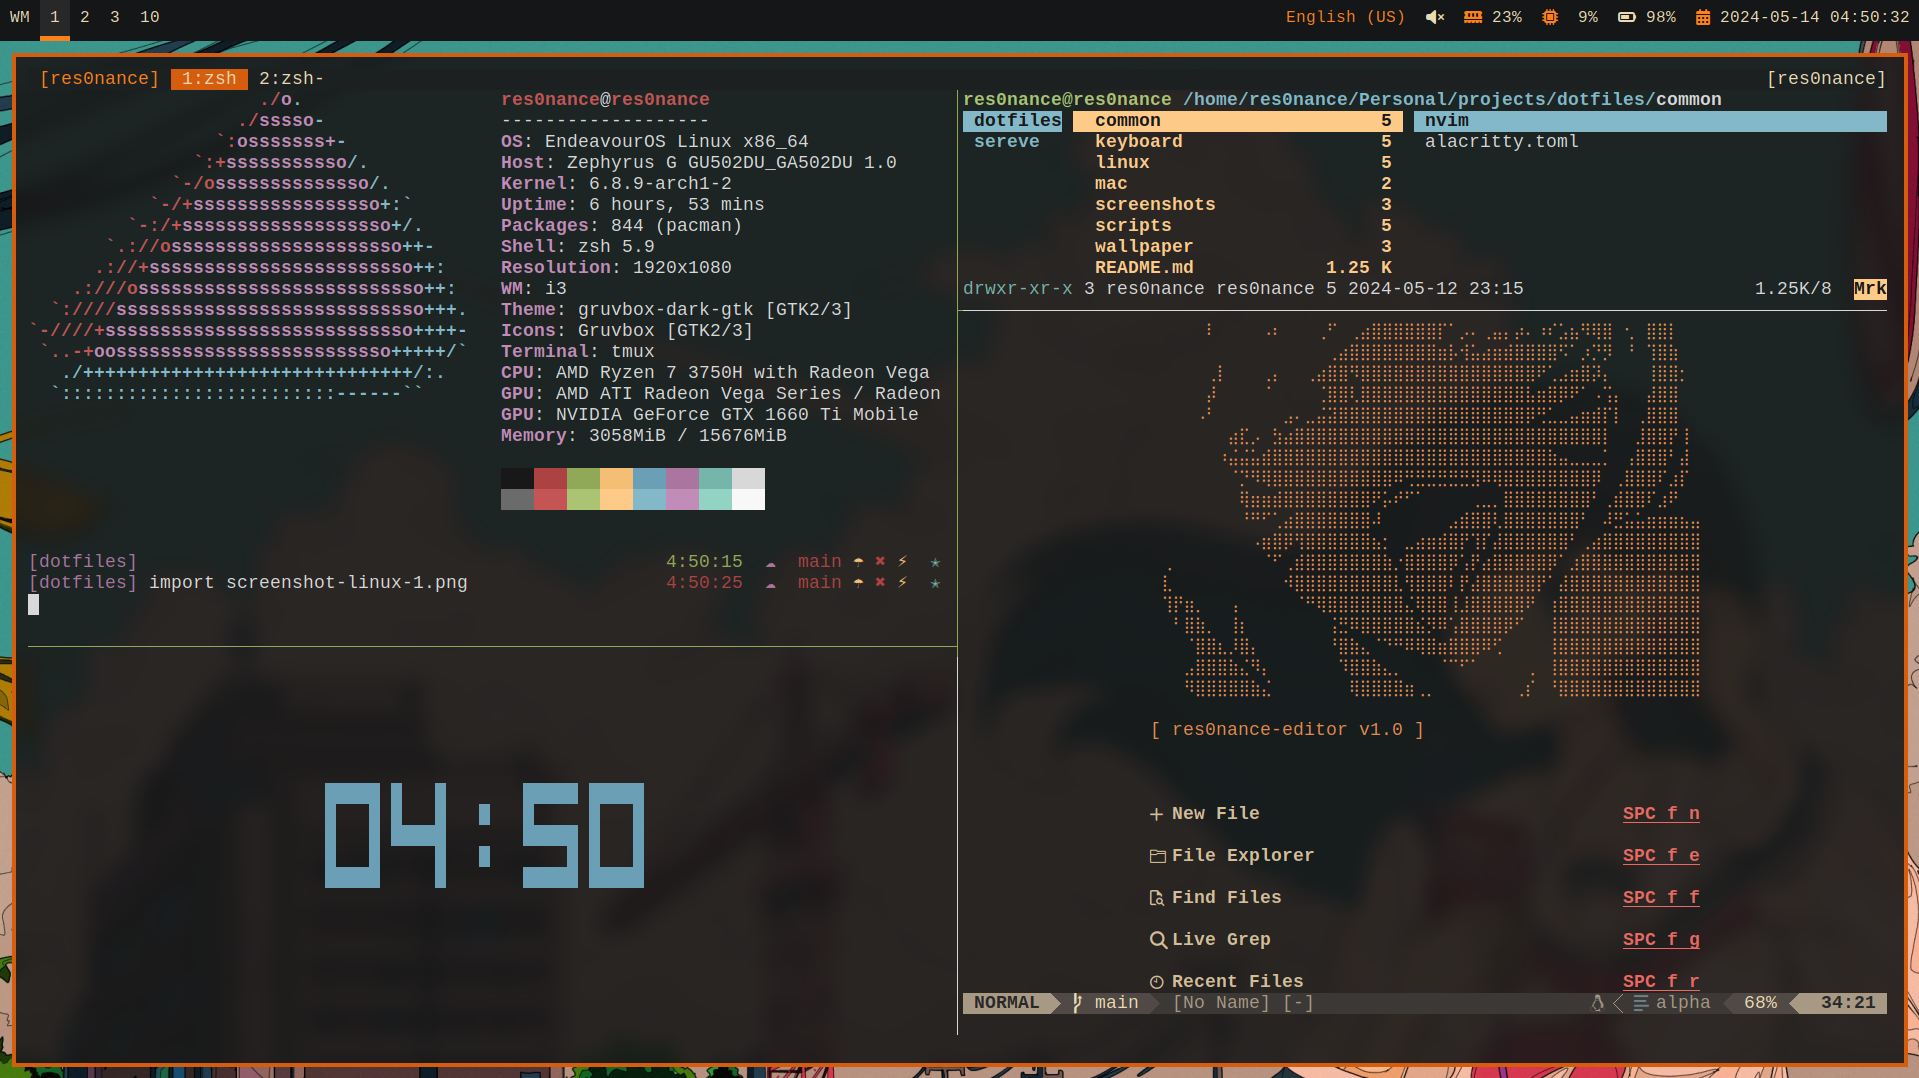 WM 1 2 3 10
English (US) 23% 9% 98% 2024-05-14 04:50:32
[res0nance] 1:zsh 2:zsh-
[res0nance]
./o.
./sssso-
`:osssssss+-
`:+sssssssssso/.
`-/ossssssssssssso/.
`-/+sssssssssssssssso+:`
`-:/+sssssssssssssssssso+/.
`.://osssssssssssssssssssso++-
.://+ssssssssssssssssssssssso++:
.:///ossssssssssssssssssssssssso++:
`:////ssssssssssssssssssssssssssso+++.
`-////+ssssssssssssssssssssssssssso++++-
`..-+oosssssssssssssssssssssssso+++++/`
./++++++++++++++++++++++++++++++/:.
`:::::::::::::::::::::::::------``
res0nance@res0nance
-------------------
OS: EndeavourOS Linux x86_64
Host: Zephyrus G GU502DU_GA502DU 1.0
Kernel: 6.8.9-arch1-2
Uptime: 6 hours, 53 mins
Packages: 844 (pacman)
Shell: zsh 5.9
Resolution: 1920x1080
WM: i3
Theme: gruvbox-dark-gtk [GTK2/3]
Icons: Gruvbox [GTK2/3]
Terminal: tmux
CPU: AMD Ryzen 7 3750H with Radeon Vega
GPU: AMD ATI Radeon Vega Series / Radeon
GPU: NVIDIA GeForce GTX 1660 Ti Mobile
Memory: 3058MiB / 15676MiB
[dotfiles] 4:50:15 main
[dotfiles] import screenshot-linux-1.png 4:50:25 main
04:50
res0nance@res0nance /home/res0nance/Personal/projects/dotfiles/common
dotfiles common 5 nvim
sereve keyboard 5 alacritty.toml
linux 5
mac 2
screenshots 3
scripts 5
wallpaper 3
README.md 1.25 K
drwxr-xr-x 3 res0nance res0nance 5 2024-05-12 23:15 1.25K/8 Mrk
[ res0nance-editor v1.0 ]
New File SPC f n
File Explorer SPC f e
Find Files SPC f f
Live Grep SPC f g
Recent Files SPC f r
NORMAL main [No Name] [-] alpha 68% 34:21